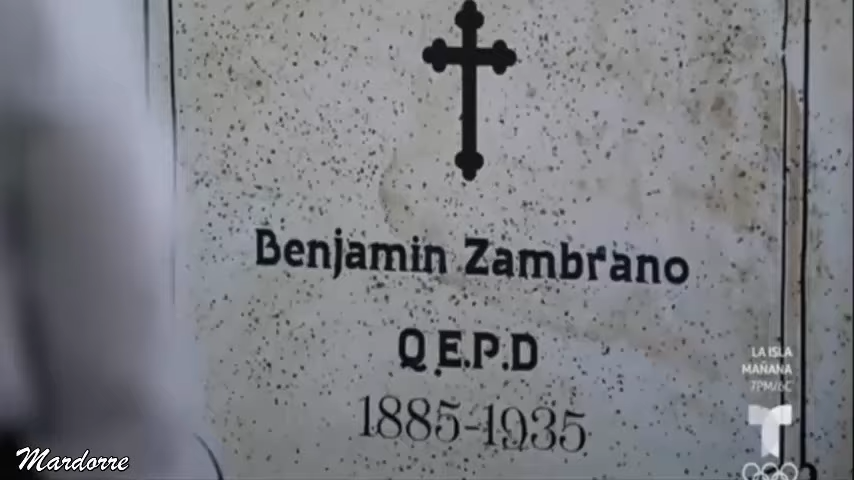 Benjamin Zambrano
Q.E.P.D
1885-1935
LA ISLA
MAÑANA
7PM/6C
Mardorre